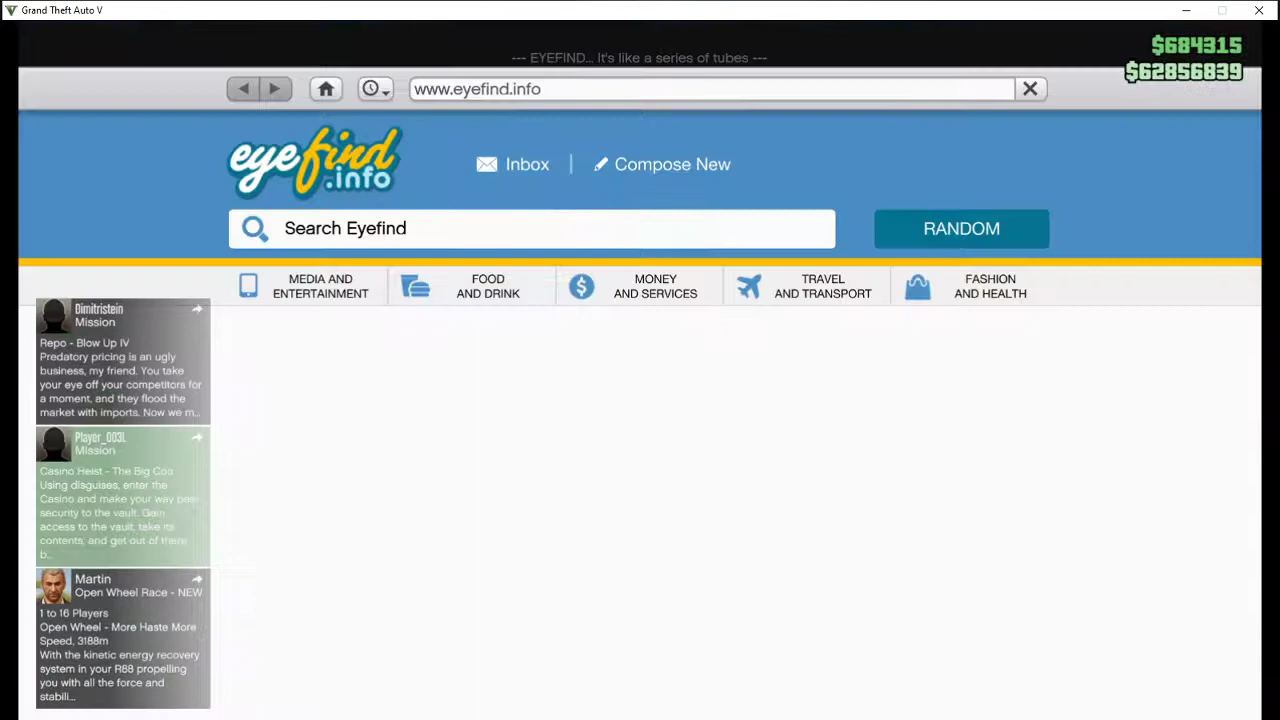 Grand Theft Auto V
--- EYEFIND... It's like a series of tubes ---
$684315
$62856839
www.eyefind.info
eyefind
.info
Inbox
Compose New
Search Eyefind
RANDOM
MEDIA AND
ENTERTAINMENT
FOOD
AND DRINK
MONEY
AND SERVICES
TRAVEL
AND TRANSPORT
FASHION
AND HEALTH
Dimitristein
Mission
Repo - Blow Up IV
Predatory pricing is an ugly
business, my friend. You take
your eye off your competitors for
a moment, and they flood the
market with imports. Now we m...
Player_003L
Mission
Casino Heist - The Big Con
Using disguises, enter the
Casino and make your way past
security to the vault. Gain
access to the vault, take its
contents, and get out of there
b...
Martin
Open Wheel Race - NEW
1 to 16 Players
Open Wheel - More Haste More
Speed, 3188m
With the kinetic energy recovery
system in your R88 propelling
you with all the force and
stabili...